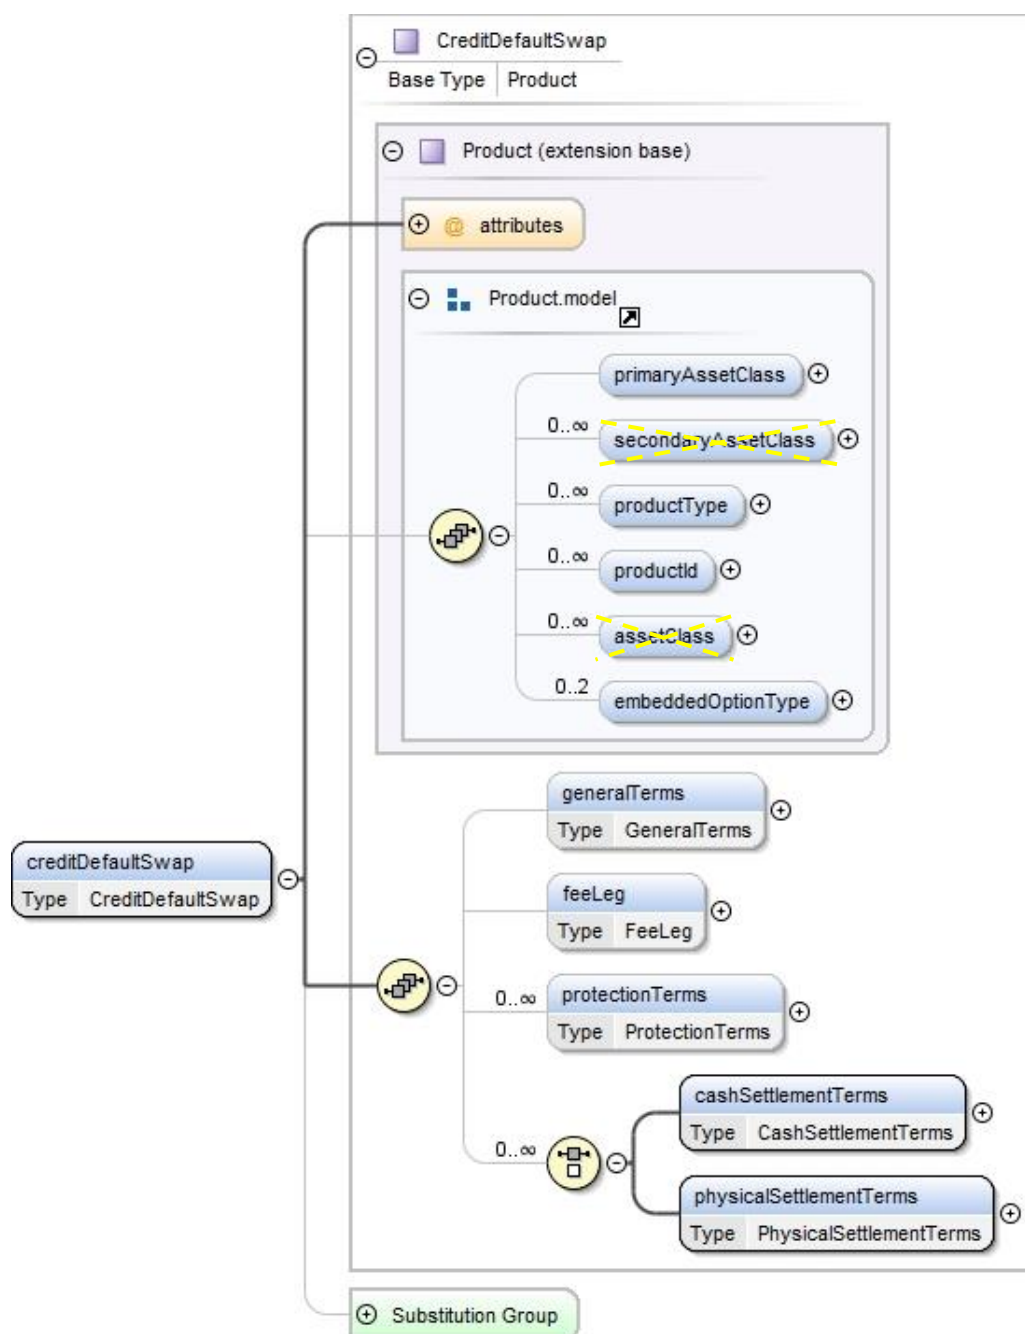 CreditDefaultSwap
Base Type Product
Product (extension base)
@ attributes
Product.model
primaryAssetClass
0..∞ secondaryAssetClass
0..∞ productType
0..∞ productId
0..∞ assetClass
0..2 embeddedOptionType
generalTerms
Type GeneralTerms
creditDefaultSwap
Type CreditDefaultSwap
feeLeg
Type FeeLeg
0..∞ protectionTerms
Type ProtectionTerms
0..∞
cashSettlementTerms
Type CashSettlementTerms
physicalSettlementTerms
Type PhysicalSettlementTerms
Substitution Group